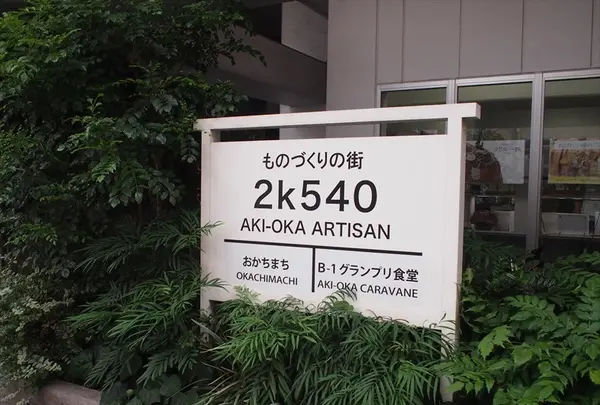 ものづくりの街
2k540
AKI-OKA ARTISAN
おかちまち
OKACHIMACHI
B-1グランプリ食堂
AKI-OKA CARAVANE